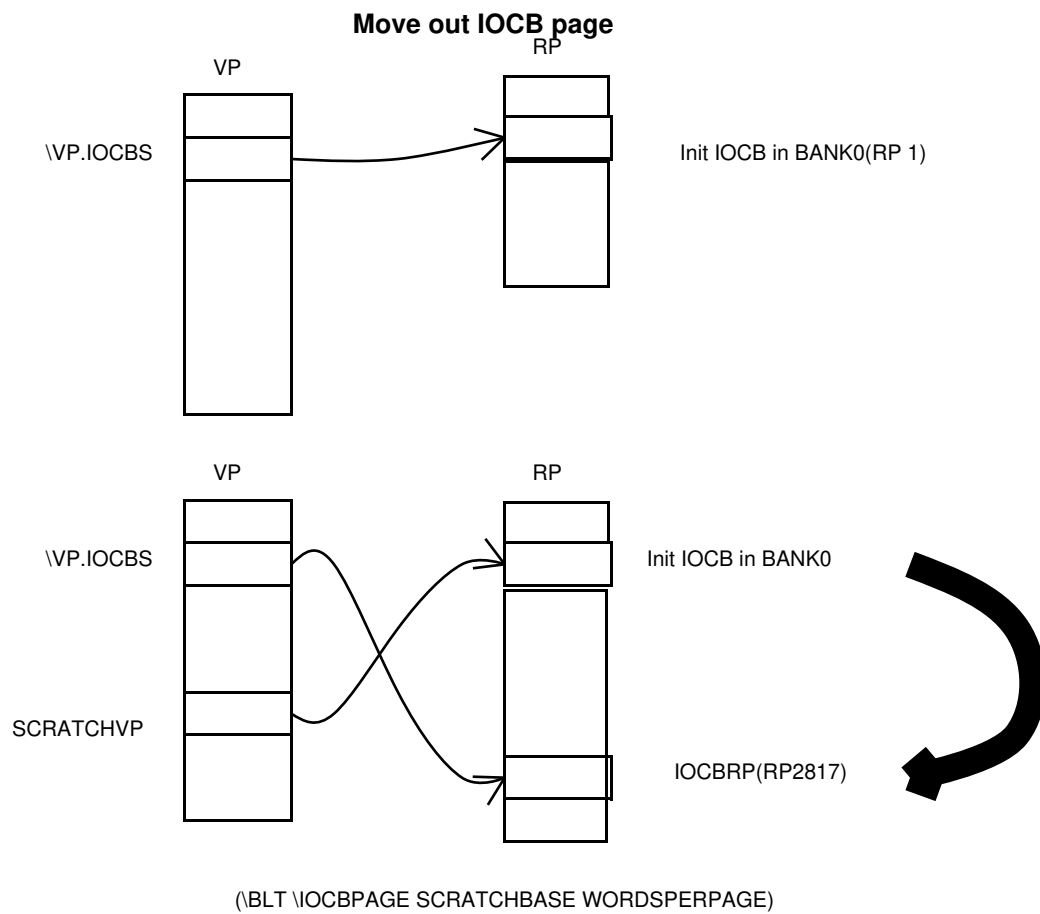 Move out IOCB page
VP
RP
\VP.IOCBS
Init IOCB in BANK0(RP 1)
VP
RP
\VP.IOCBS
Init IOCB in BANK0
SCRATCHVP
IOCBRP(RP2817)
(\BLT \IOCBPAGE SCRATCHBASE WORDSPERPAGE)